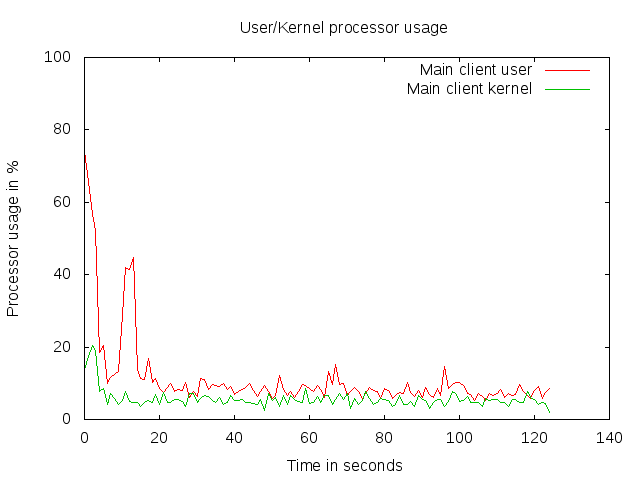 User/Kernel processor usage
100
Main client user
Main client kernel
80
60
Processor usage in %
40
20
0
0 20 40 60 80 100 120 140
Time in seconds